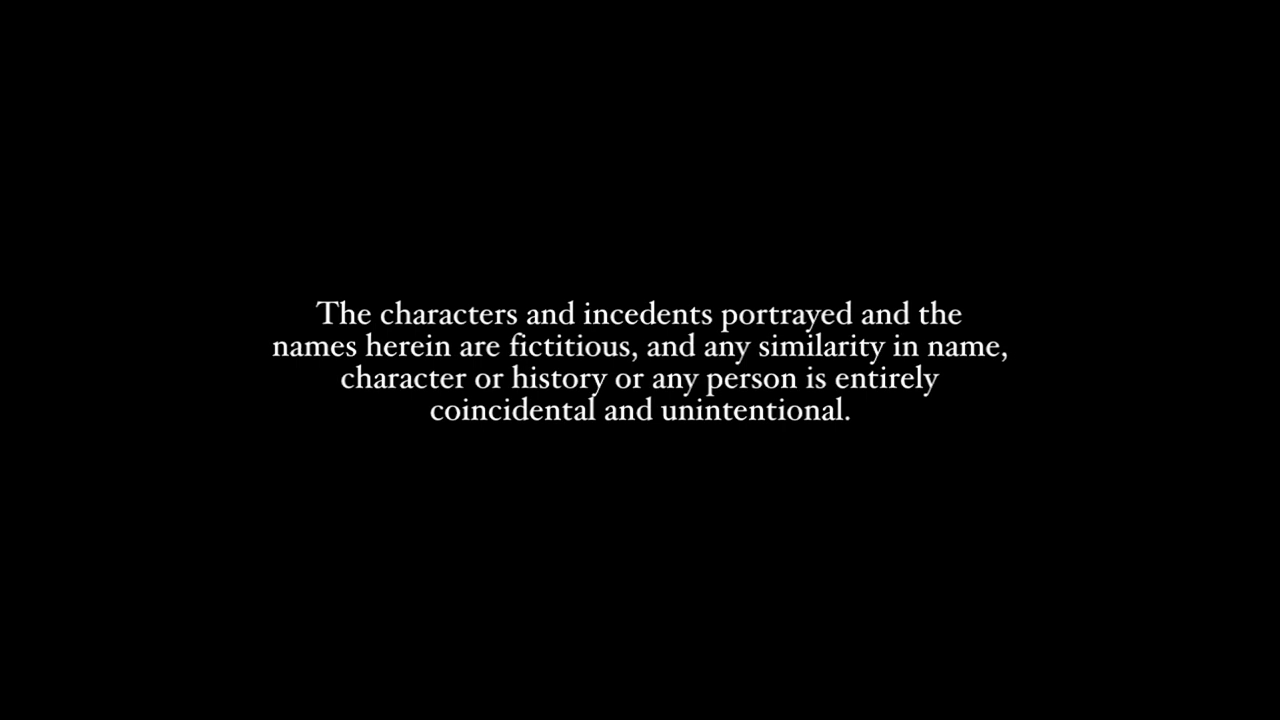 The characters and incedents portrayed and the
names herein are fictitious, and any similarity in name,
character or history or any person is entirely
coincidental and unintentional.